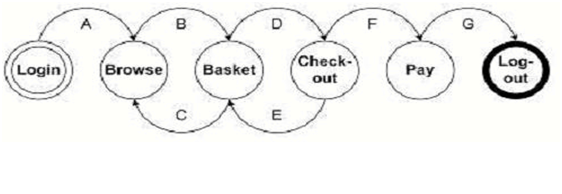 A B D F G
Login Browse Basket Check-
out Pay Log-
out
C E